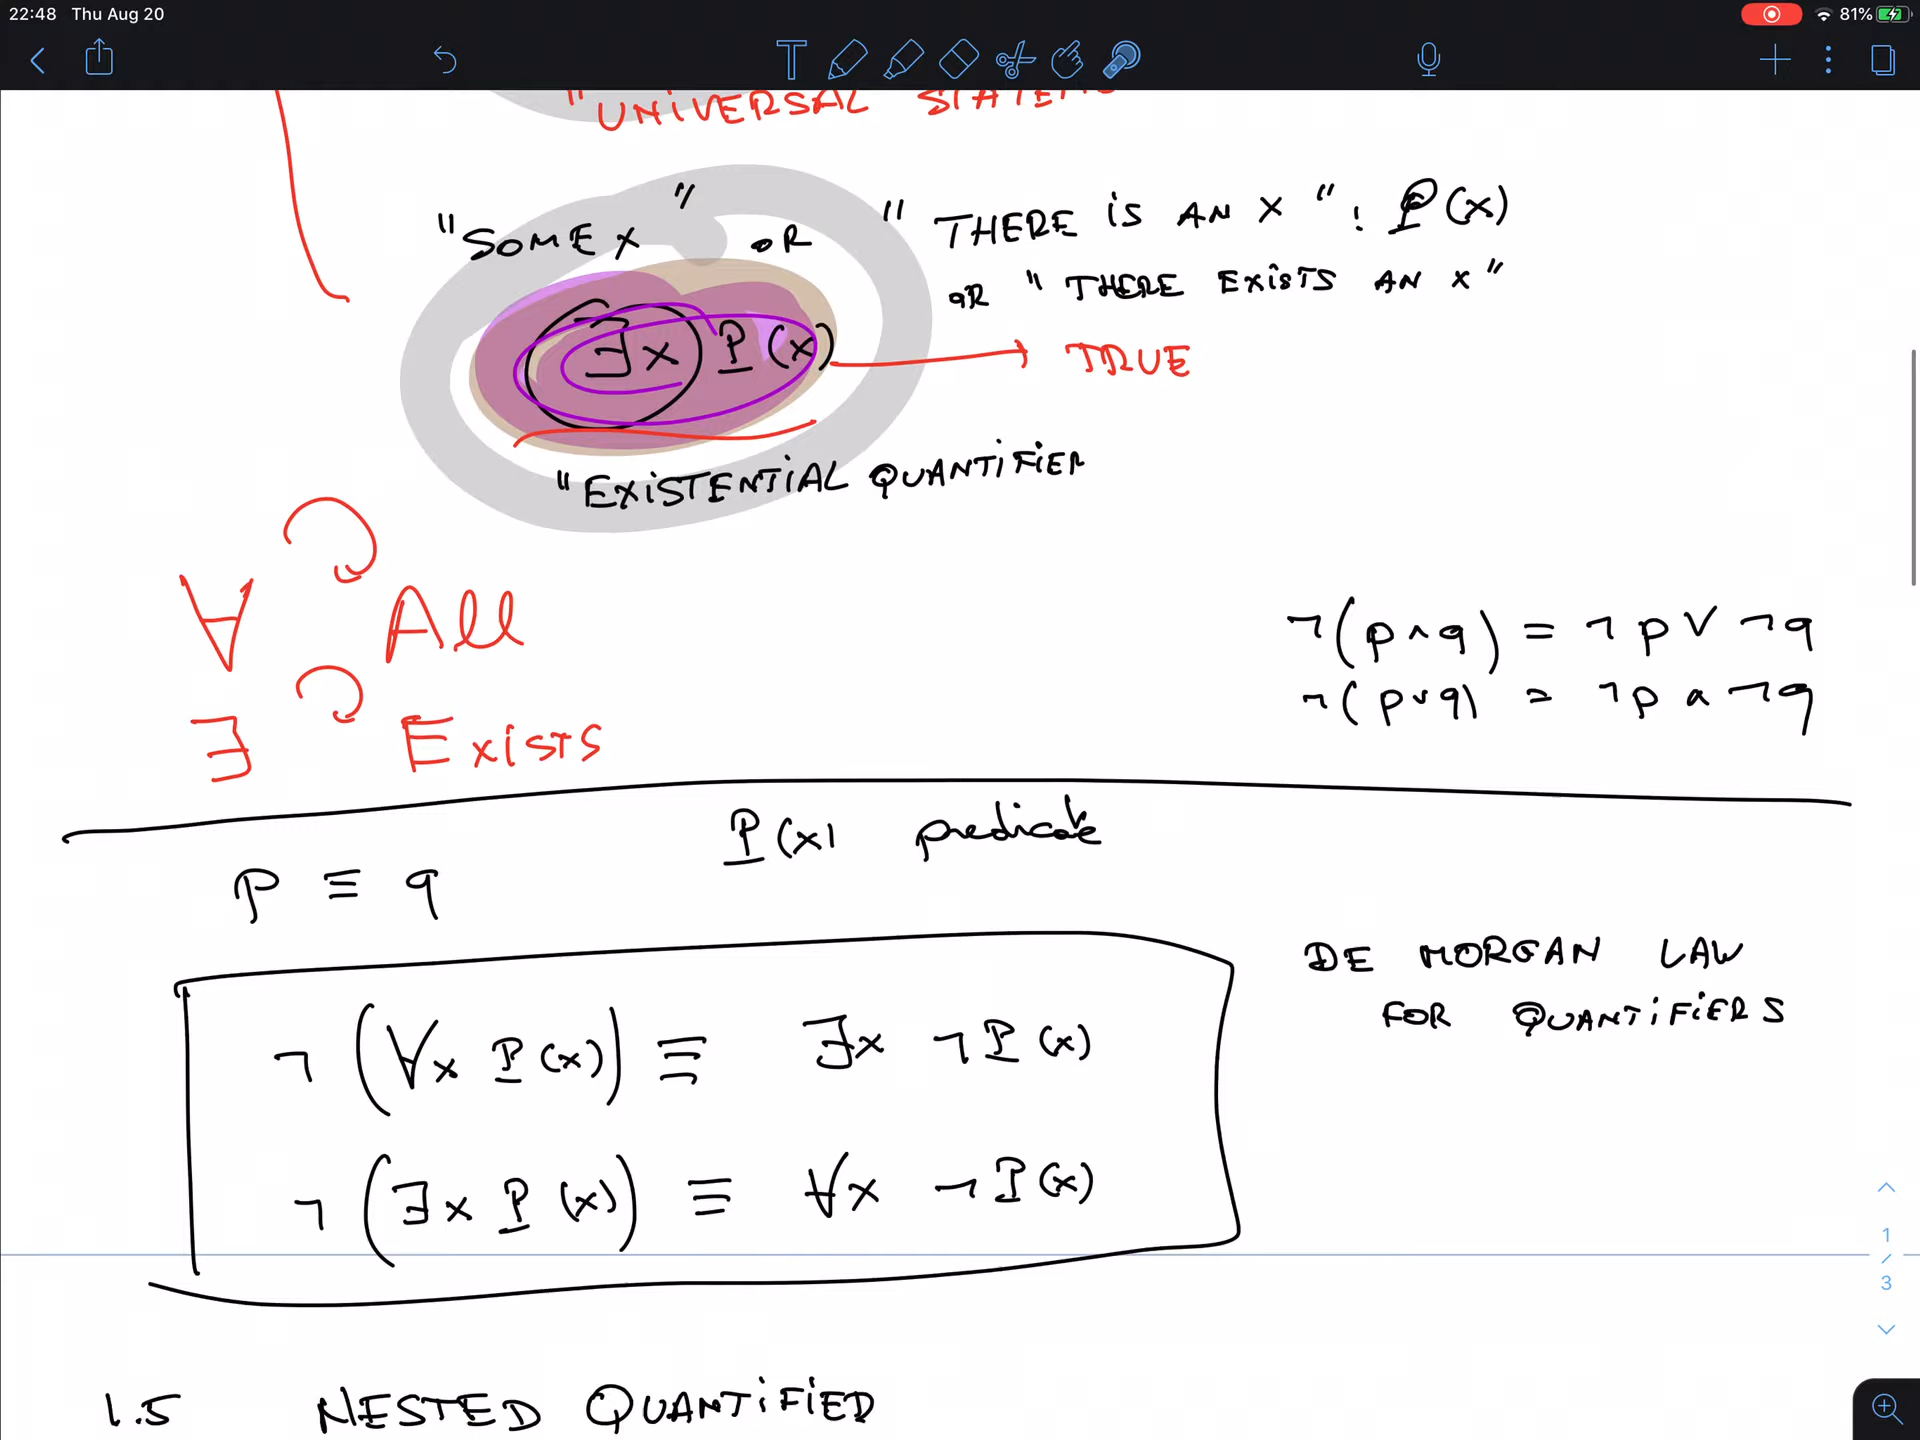 22:48 Thu Aug 20
81%
"UNIVERSAL STATEM
"SOME X" OR "THERE IS AN X": P(x)
OR "THERE EXISTS AN X"
∃x P(x) → TRUE
"EXISTENTIAL QUANTIFIER
∀ All
∃ Exists
¬(p ∧ q) = ¬p ∨ ¬q
¬(p ∨ q) = ¬p ∧ ¬q
P(x) predicate
P ≡ q
DE MORGAN LAW
FOR QUANTIFIERS
¬(∀x P(x)) ≡ ∃x ¬P(x)
¬(∃x P(x)) ≡ ∀x ¬P(x)
1
/
3
1.5 NESTED QUANTIFIED